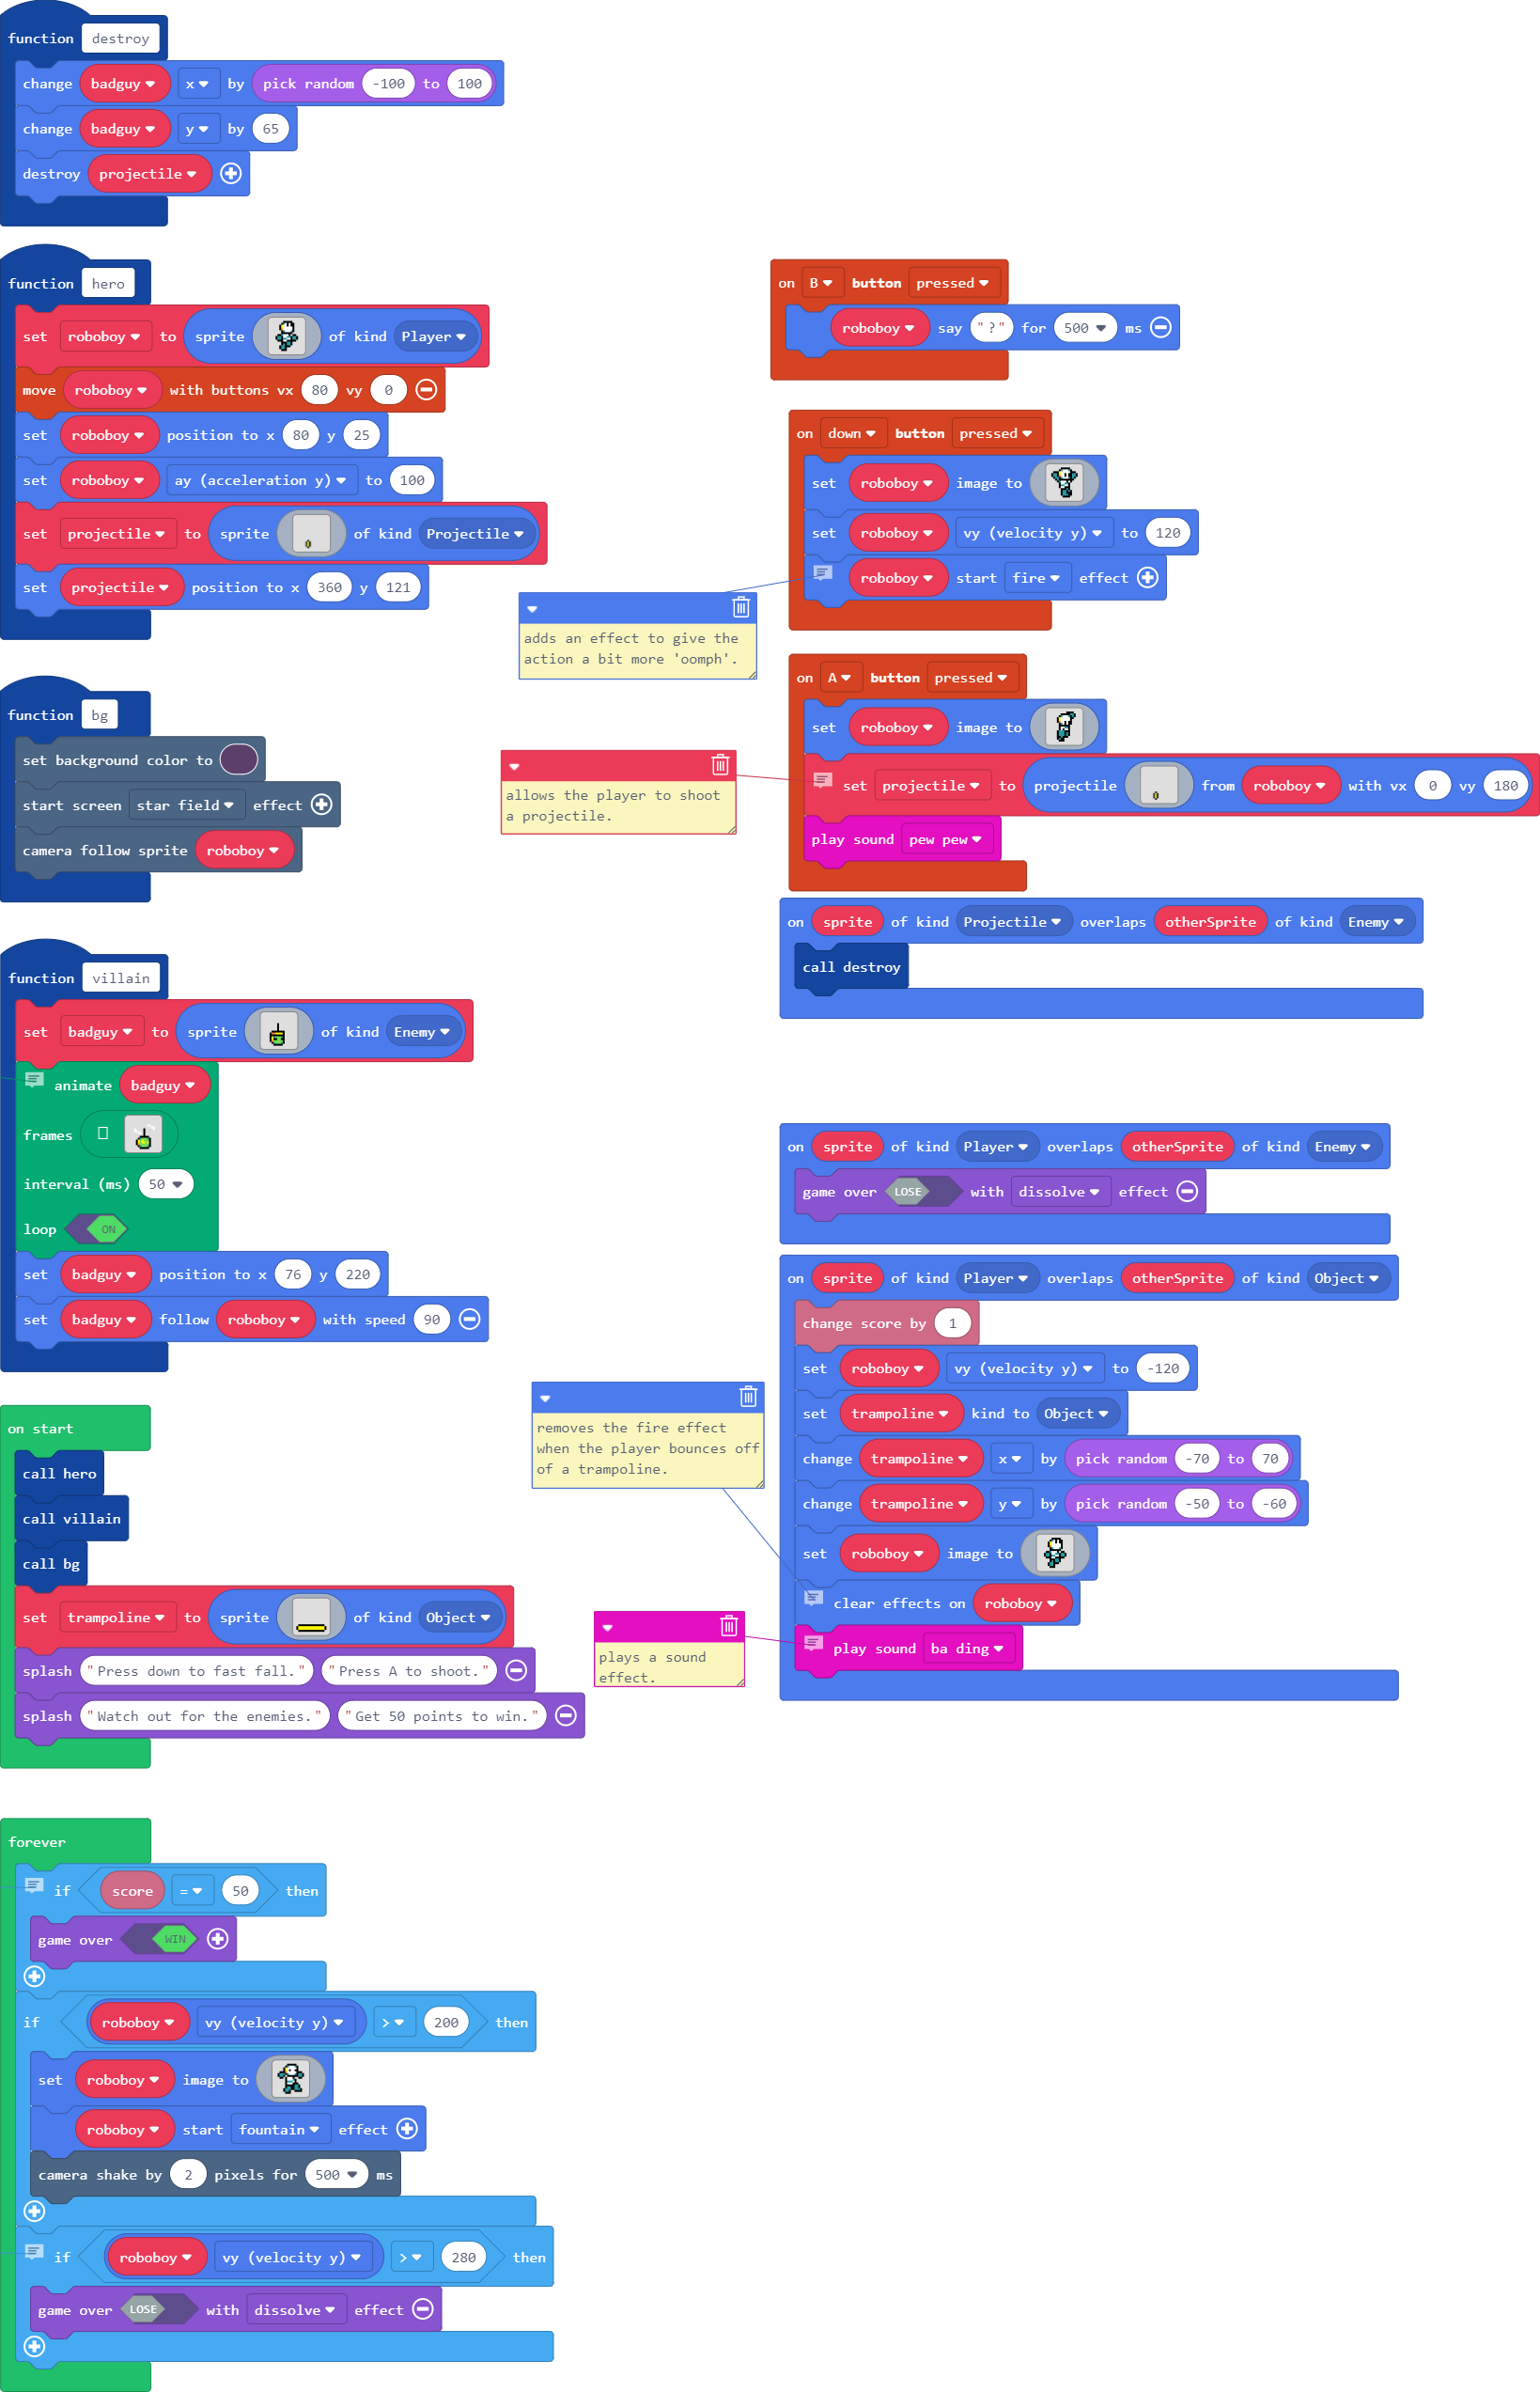 function destroy
change badguy x by pick random -100 to 100
change badguy y by 65
destroy projectile
function hero
set roboboy to sprite of kind Player
move roboboy with buttons vx 80 vy 0
set roboboy position to x 80 y 25
set roboboy ay (acceleration y) to 100
set projectile to sprite of kind Projectile
set projectile position to x 360 y 121
function bg
set background color to
start screen star field effect
camera follow sprite roboboy
function villain
set badguy to sprite of kind Enemy
animate badguy
frames
interval (ms) 50
loop ON
set badguy position to x 76 y 220
set badguy follow roboboy with speed 90
on start
call hero
call villain
call bg
set trampoline to sprite of kind Object
splash "Press down to fast fall." "Press A to shoot."
splash "Watch out for the enemies." "Get 50 points to win."
forever
if score = 50 then
game over WIN
if roboboy vy (velocity y) > 200 then
set roboboy image to
roboboy start fountain effect
camera shake by 2 pixels for 500 ms
if roboboy vy (velocity y) > 280 then
game over LOSE with dissolve effect
on B button pressed
roboboy say "?" for 500 ms
on down button pressed
set roboboy image to
set roboboy vy (velocity y) to 120
roboboy start fire effect
adds an effect to give the
action a bit more 'oomph'.
on A button pressed
set roboboy image to
set projectile to projectile from roboboy with vx 0 vy 180
play sound pew pew
allows the player to shoot
a projectile.
on sprite of kind Projectile overlaps otherSprite of kind Enemy
call destroy
on sprite of kind Player overlaps otherSprite of kind Enemy
game over LOSE with dissolve effect
on sprite of kind Player overlaps otherSprite of kind Object
change score by 1
set roboboy vy (velocity y) to -120
set trampoline kind to Object
change trampoline x by pick random -70 to 70
change trampoline y by pick random -50 to -60
set roboboy image to
clear effects on roboboy
play sound ba ding
removes the fire effect
when the player bounces off
of a trampoline.
plays a sound
effect.